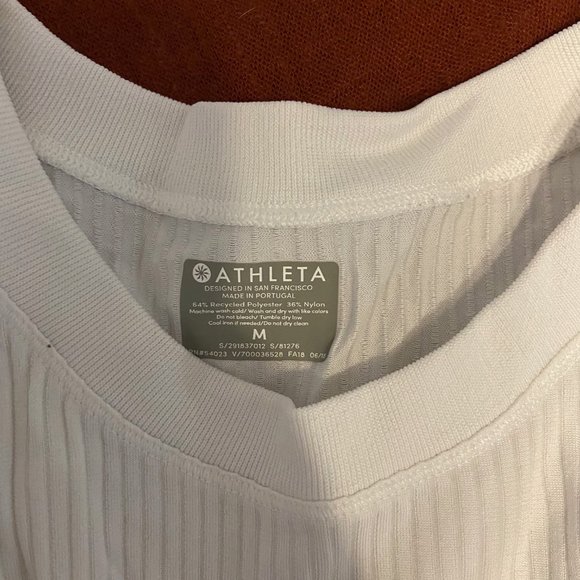 ATHLETA
DESIGNED IN SAN FRANCISCO
MADE IN PORTUGAL
64% Recycled Polyester 36% Nylon
Machine wash cold/ Wash and dry with like colors
Do not bleach/ Tumble dry low
Cool iron if needed/Do not dry clean
M
S/291837012 S/81276
V/700036528 FA18